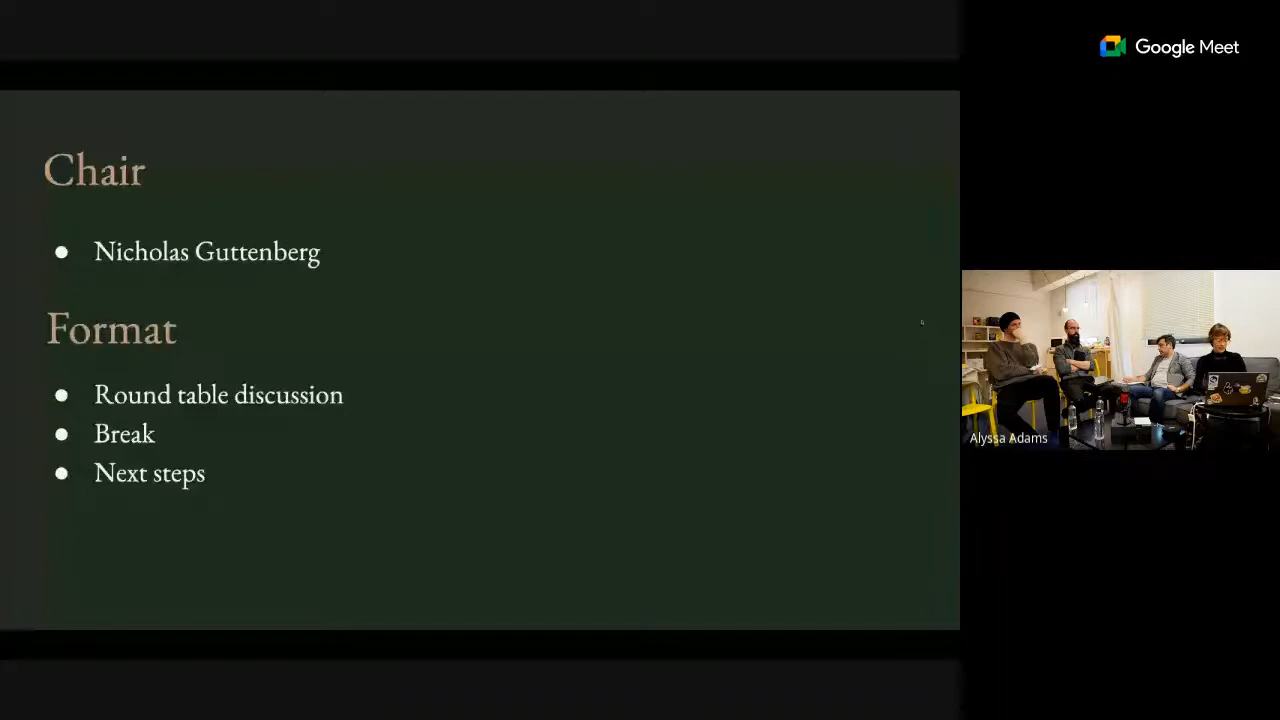 Google Meet
Chair
Nicholas Guttenberg
Format
Round table discussion
Break
Next steps
Alyssa Adams